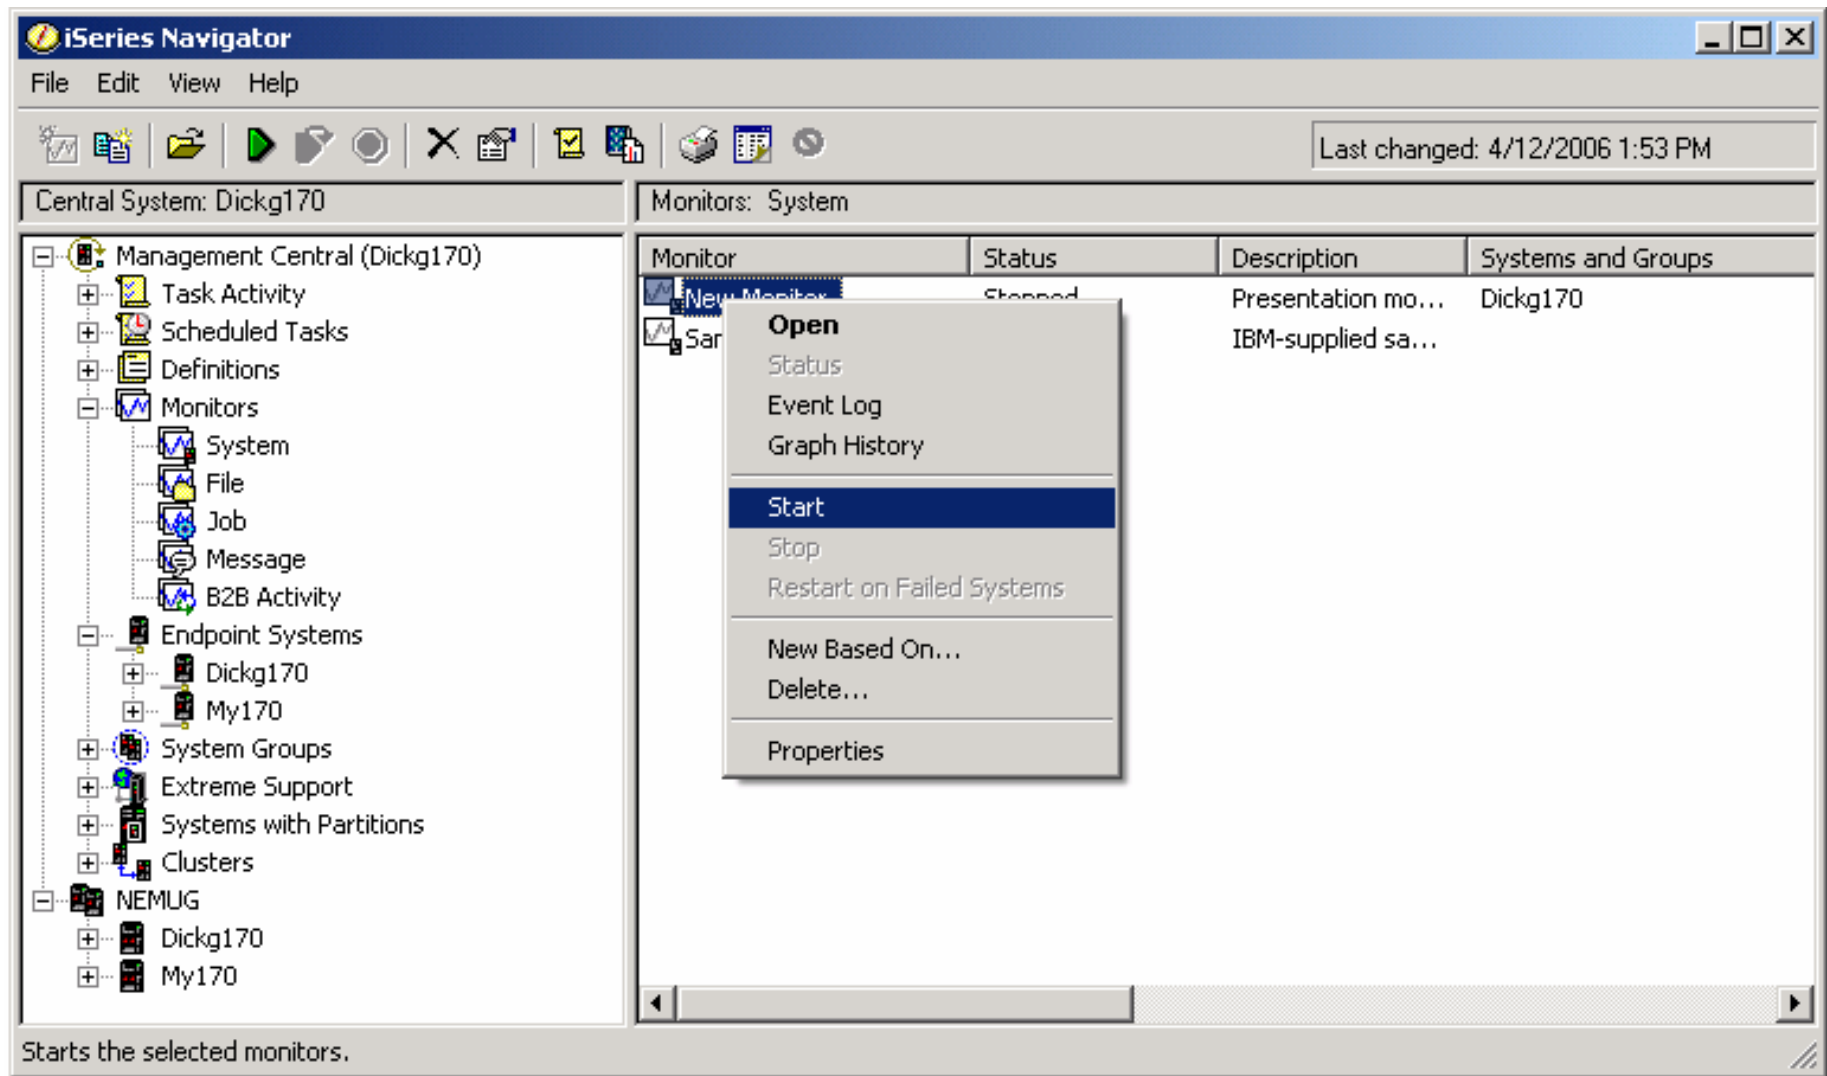 iSeries Navigator
File Edit View Help
Last changed: 4/12/2006 1:53 PM
Central System: Dickg170
Monitors: System
Management Central (Dickg170)
Task Activity
Scheduled Tasks
Definitions
Monitors
System
File
Job
Message
B2B Activity
Endpoint Systems
Dickg170
My170
System Groups
Extreme Support
Systems with Partitions
Clusters
NEMUG
Dickg170
My170
Monitor Status Description Systems and Groups
New Monitor Stopped Presentation mo... Dickg170
IBM-supplied sa...
Open
Status
Event Log
Graph History
Start
Stop
Restart on Failed Systems
New Based On...
Delete...
Properties
Starts the selected monitors.